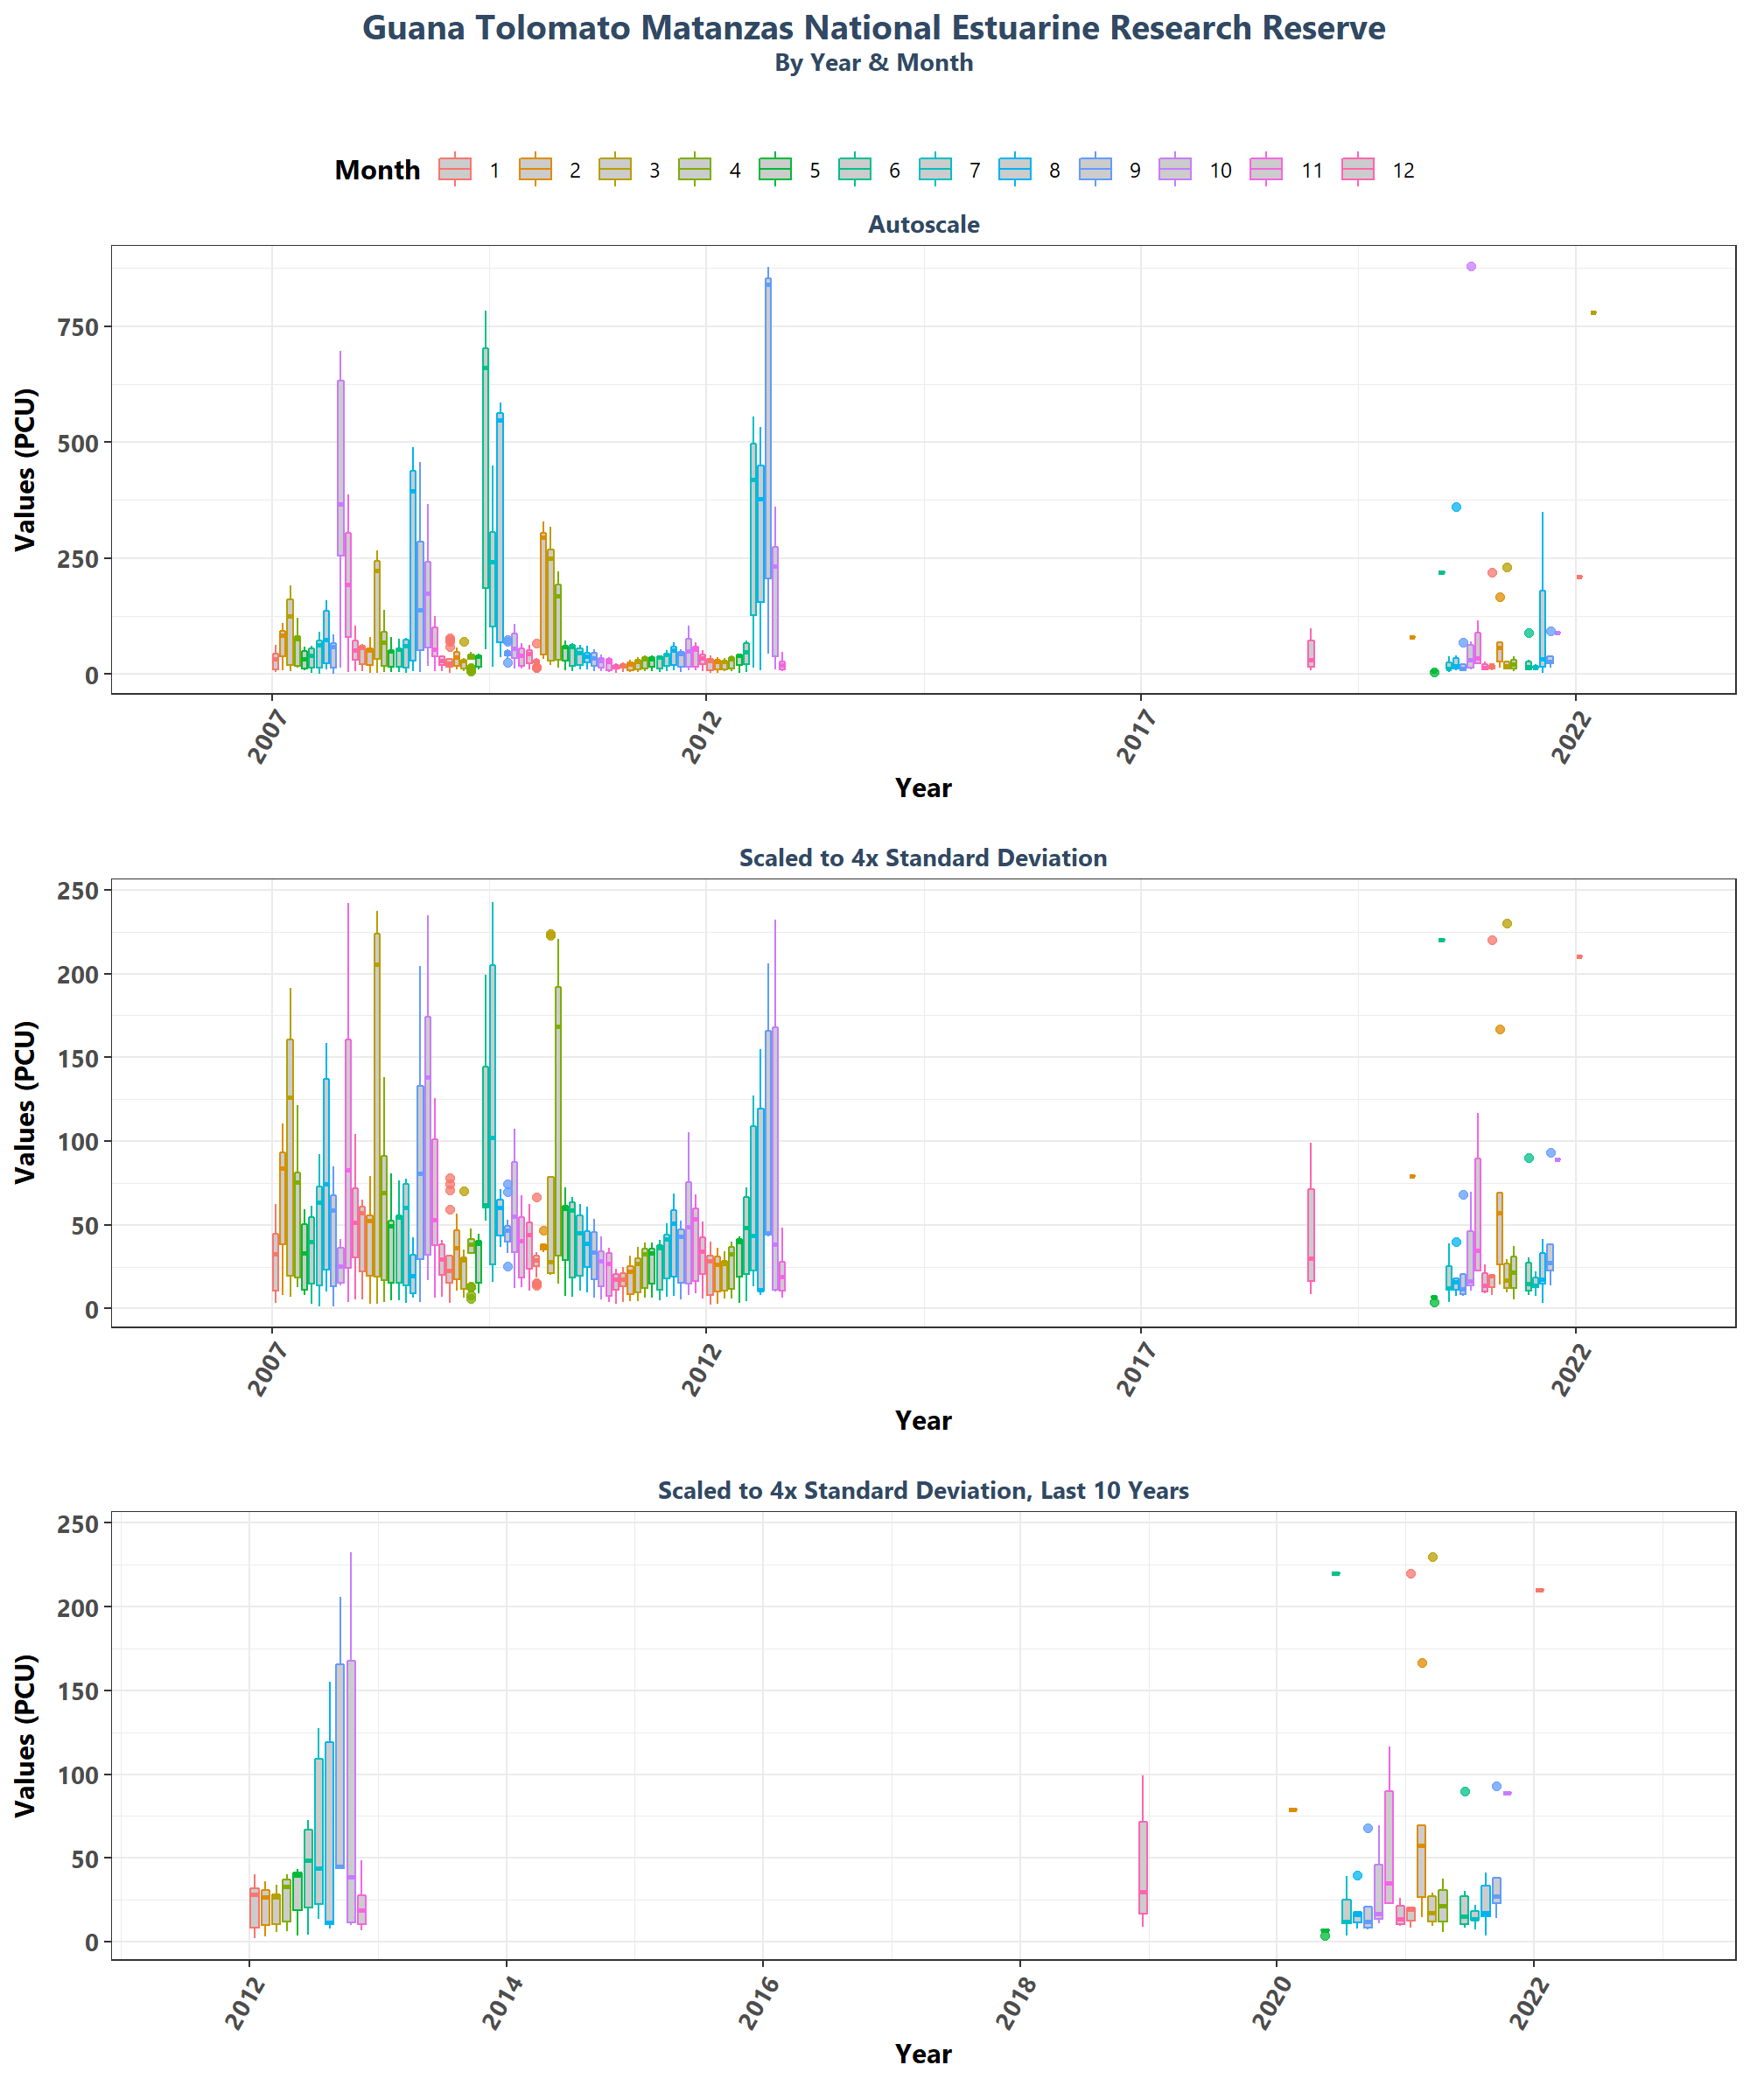 Guana Tolomato Matanzas National Estuarine Research Reserve
By Year & Month
Month 1 2 3 4 5 6 7 8 9 10 11 12
Autoscale
Values (PCU)
750
500
250
0
2007 2012 2017 2022
Year
Scaled to 4x Standard Deviation
Values (PCU)
250
200
150
100
50
0
2007 2012 2017 2022
Year
Scaled to 4x Standard Deviation, Last 10 Years
Values (PCU)
250
200
150
100
50
0
2012 2014 2016 2018 2020 2022
Year